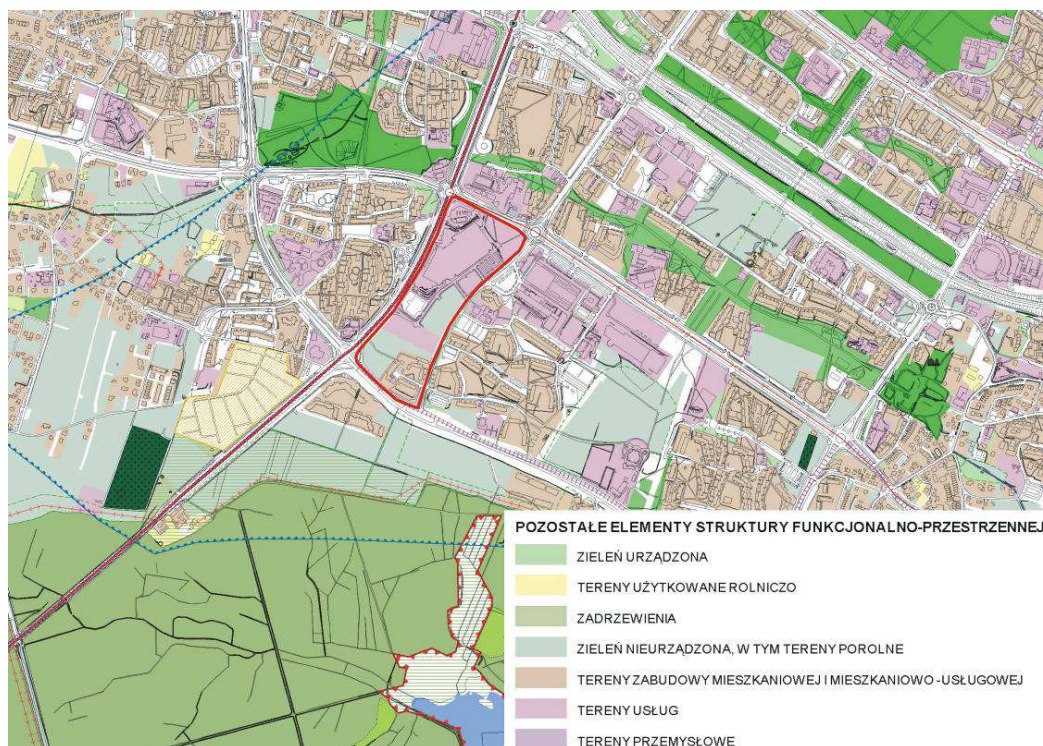 POZOSTAŁE ELEMENTY STRUKTURY FUNKCJONALNO-PRZESTRZENNEJ
ZIELEŃ URZĄDZONA
TERENY UŻYTKOWANE ROLNICZO
ZADRZEWIENIA
ZIELEŃ NIEURZĄDZONA, W TYM TERENY POROLNE
TERENY ZABUDOWY MIESZKANIOWEJ I MIESZKANIOWO -USŁUGOWEJ
TERENY USŁUG
TERENY PRZEMYSŁOWE